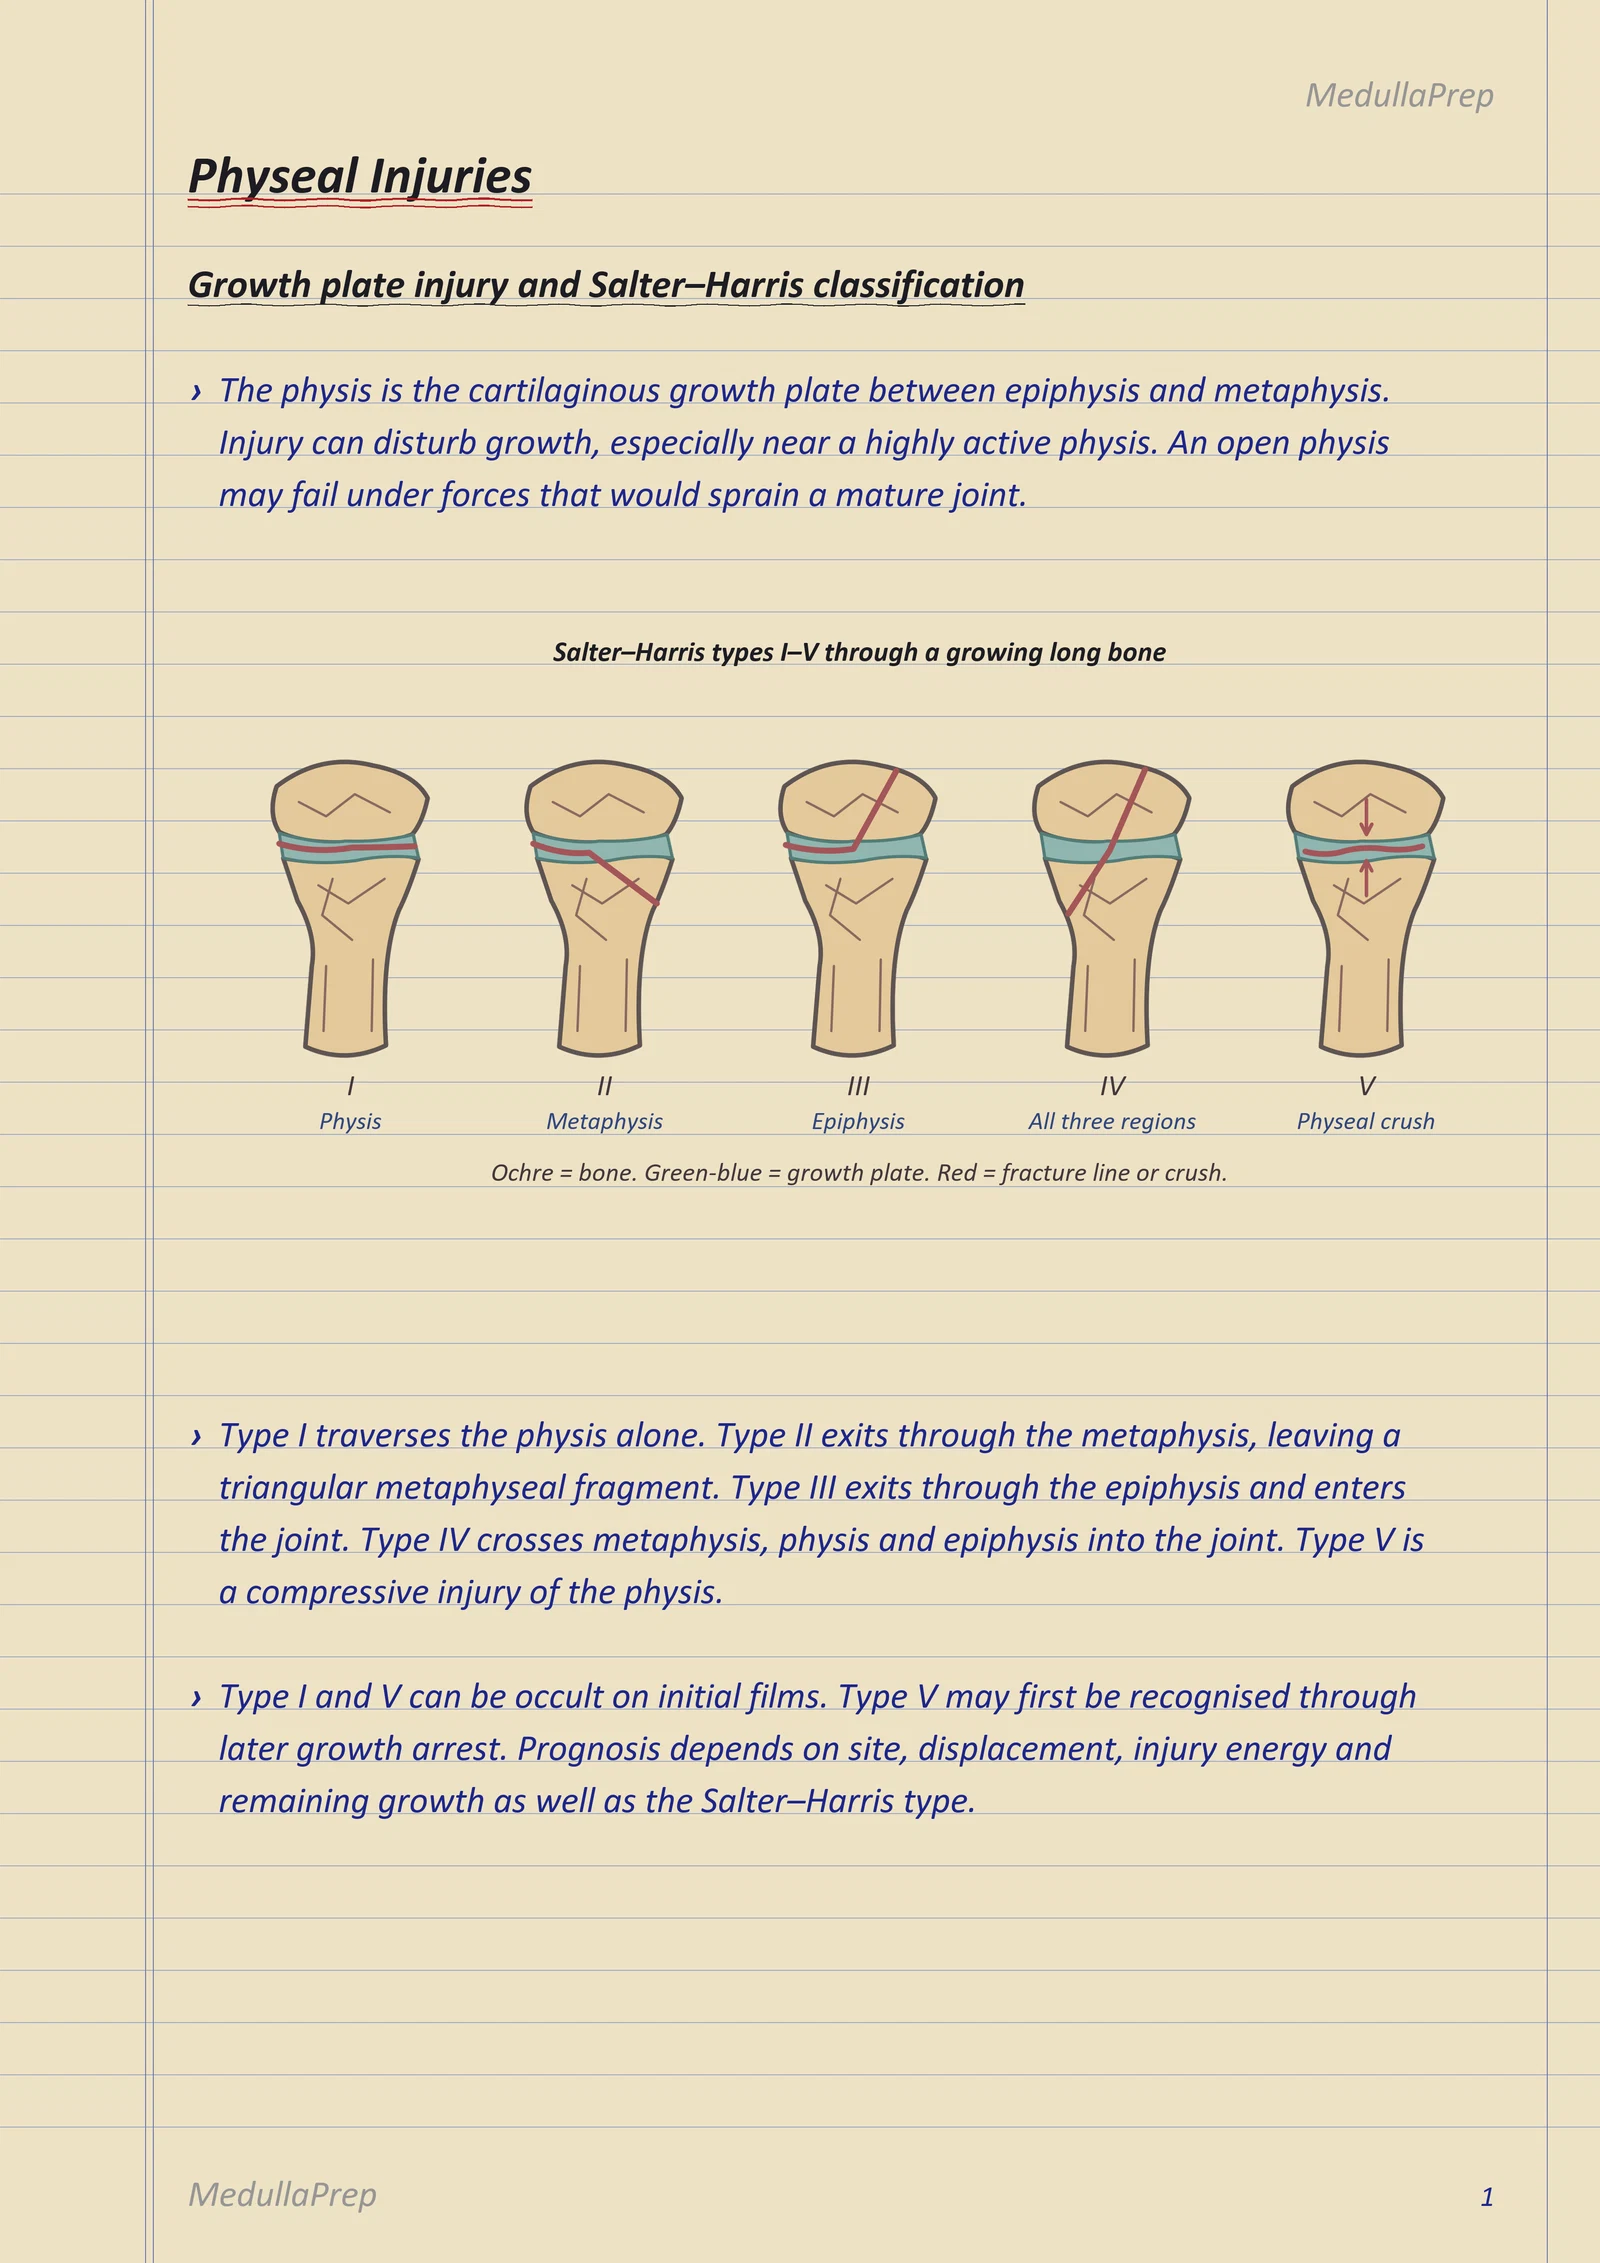 MedullaPrep
Physeal Injuries
Growth plate injury and Salter–Harris classification
› The physis is the cartilaginous growth plate between epiphysis and metaphysis.
Injury can disturb growth, especially near a highly active physis. An open physis
may fail under forces that would sprain a mature joint.
Salter–Harris types I–V through a growing long bone
I II III IV V
Physis Metaphysis Epiphysis All three regions Physeal crush
Ochre = bone. Green-blue = growth plate. Red = fracture line or crush.
› Type I traverses the physis alone. Type II exits through the metaphysis, leaving a
triangular metaphyseal fragment. Type III exits through the epiphysis and enters
the joint. Type IV crosses metaphysis, physis and epiphysis into the joint. Type V is
a compressive injury of the physis.
› Type I and V can be occult on initial films. Type V may first be recognised through
later growth arrest. Prognosis depends on site, displacement, injury energy and
remaining growth as well as the Salter–Harris type.
MedullaPrep 1